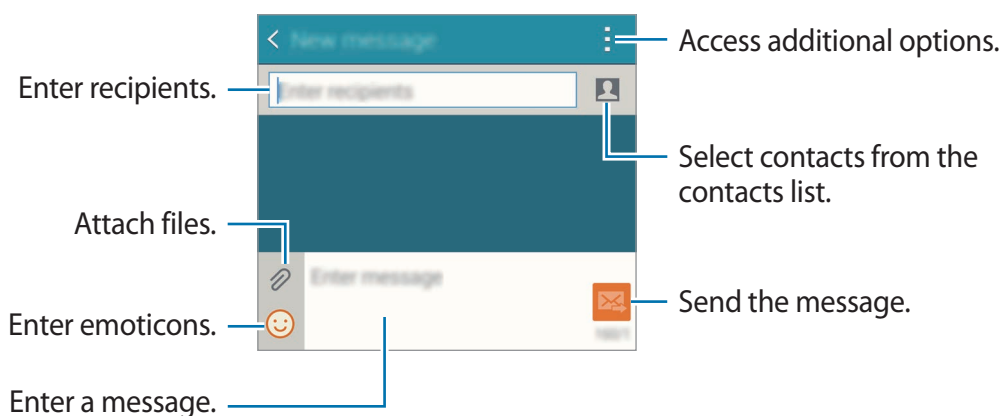 New message
Access additional options.
Enter recipients.
Enter recipients
Select contacts from the
contacts list.
Attach files.
Enter message
Send the message.
Enter emoticons.
Enter a message.